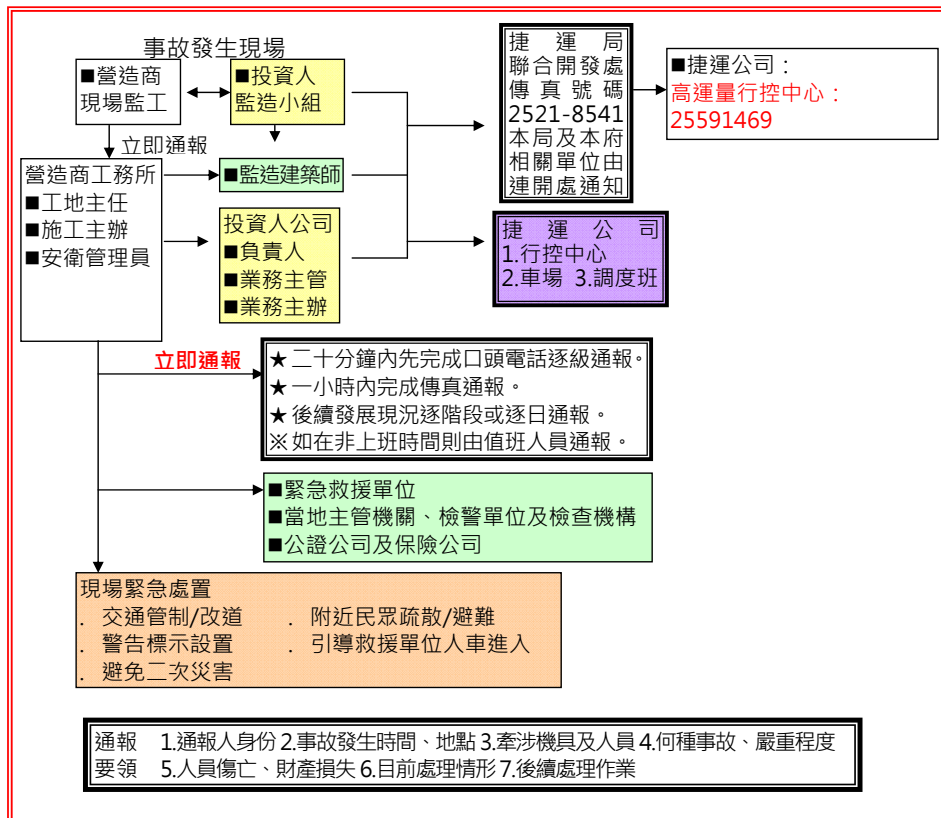 事故發生現場
■營造商
現場監工
■投資人
監造小組
捷運局
聯合開發處
傳真號碼
2521-8541
本局及本府
相關單位由
連開處通知
■捷運公司：
高運量行控中心：
25591469
立即通報
營造商工務所
■工地主任
■施工主辦
■安衛管理員
■監造建築師
投資人公司
■負責人
■業務主管
■業務主辦
捷運公司
1.行控中心
2.車場 3.調度班
立即通報
★二十分鐘內先完成口頭電話逐級通報。
★一小時內完成傳真通報。
★後續發展現況逐階段或逐日通報。
※如在非上班時間則由值班人員通報。
■緊急救援單位
■當地主管機關、檢警單位及檢查機構
■公證公司及保險公司
現場緊急處置
. 交通管制/改道 . 附近民眾疏散/避難
. 警告標示設置 . 引導救援單位人車進入
. 避免二次災害
通報 1.通報人身份 2.事故發生時間、地點 3.牽涉機具及人員 4.何種事故、嚴重程度
要領 5.人員傷亡、財產損失 6.目前處理情形 7.後續處理作業